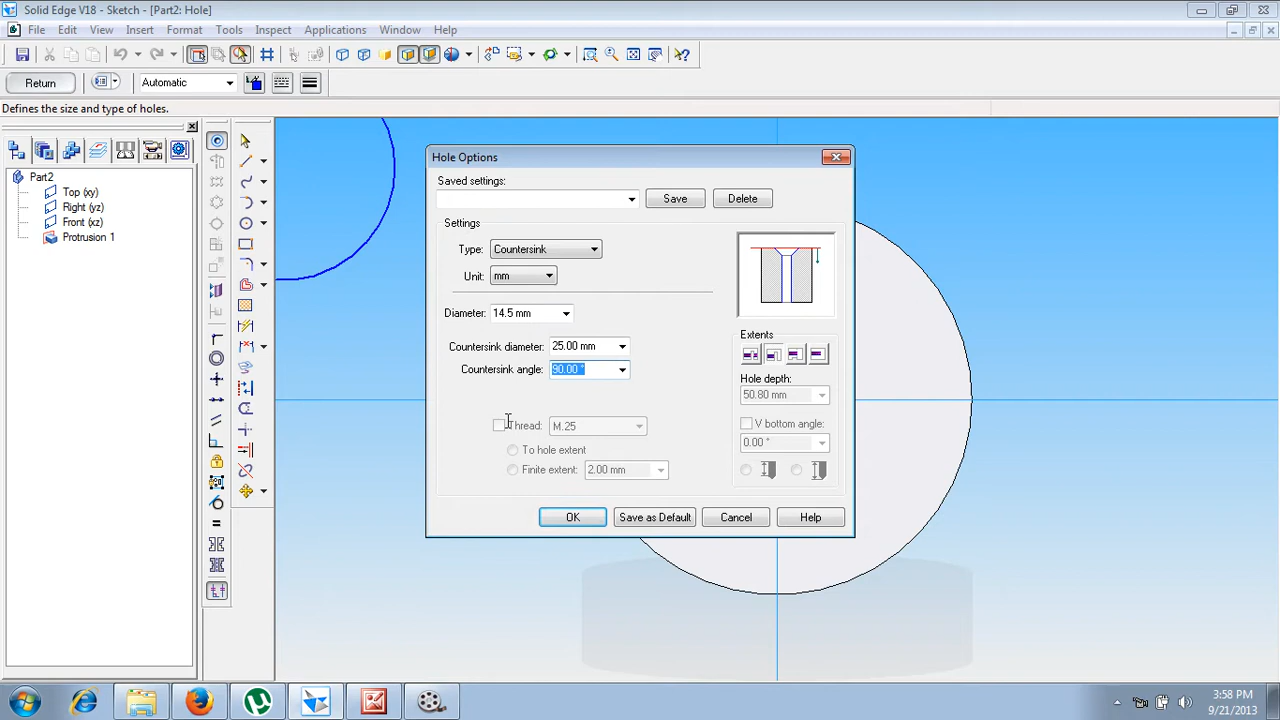 Solid Edge V18 - Sketch - [Part2: Hole]
File Edit View Insert Format Tools Inspect Applications Window Help
Return
Automatic
Defines the size and type of holes.
Part2
Top (xy)
Right (yz)
Front (xz)
Protrusion 1
Hole Options
Saved settings:
Save
Delete
Settings
Type: Countersink
Unit: mm
Diameter: 14.5 mm
Countersink diameter: 25.00 mm
Countersink angle: 90.00 °
Thread: M.25
To hole extent
Finite extent: 2.00 mm
Extents
Hole depth:
50.80 mm
V bottom angle:
0.00 °
OK
Save as Default
Cancel
Help
3:58 PM
9/21/2013